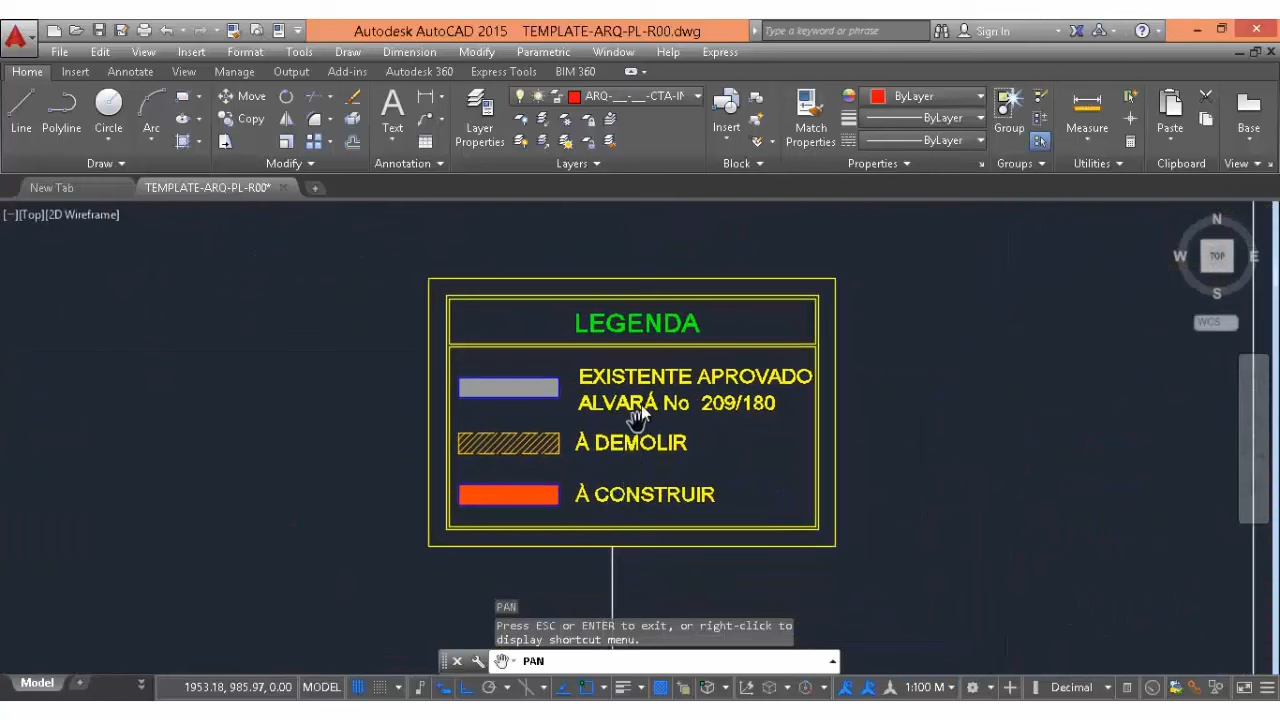 Autodesk AutoCAD 2015 TEMPLATE-ARQ-PL-R00.dwg
Type a keyword or phrase
Sign In
File Edit View Insert Format Tools Draw Dimension Modify Parametric Window Help Express
Home Insert Annotate View Manage Output Add-ins Autodesk 360 Express Tools BIM 360
Line Polyline Circle Arc
Move
Copy
Text
Layer Properties
ARQ-__-__-CTA-IN
Insert
Match Properties
ByLayer
ByLayer
ByLayer
Group
Measure
Paste
Base
Draw Modify Annotation Layers Block Properties Groups Utilities Clipboard View
New Tab TEMPLATE-ARQ-PL-R00*
[−][Top][2D Wireframe]
N
W TOP E
S
WCS
LEGENDA
EXISTENTE APROVADO
ALVARÁ No 209/180
À DEMOLIR
À CONSTRUIR
PAN
Press ESC or ENTER to exit, or right-click to
display shortcut menu.
PAN
Model
1953.18, 985.97, 0.00 MODEL 1:100 M Decimal